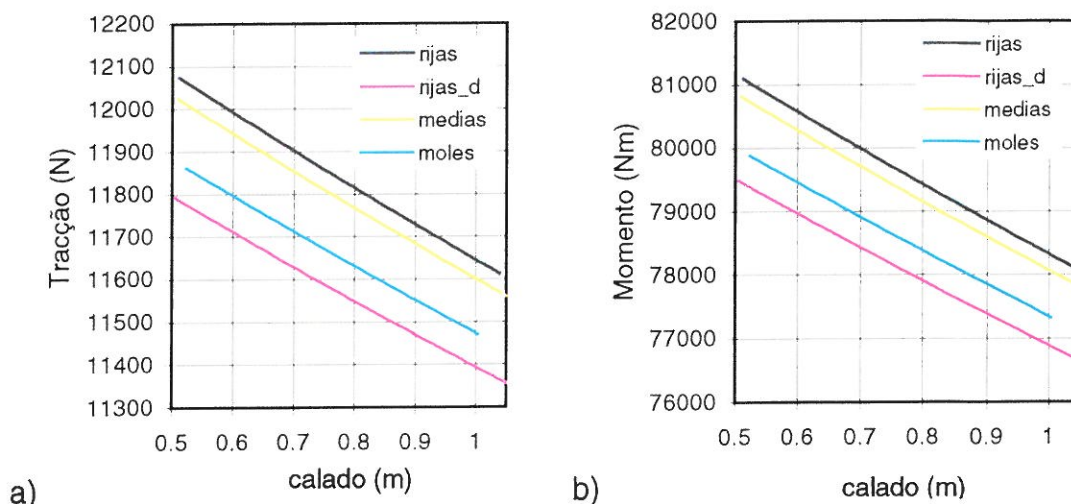 12200
12100
12000
11900
11800
11700
11600
11500
11400
11300
Tracção (N)
rijas
rijas_d
medias
moles
0.5 0.6 0.7 0.8 0.9 1
calado (m)
a)
82000
81000
80000
79000
78000
77000
76000
Momento (Nm)
rijas
rijas_d
medias
moles
0.5 0.6 0.7 0.8 0.9 1
calado (m)
b)